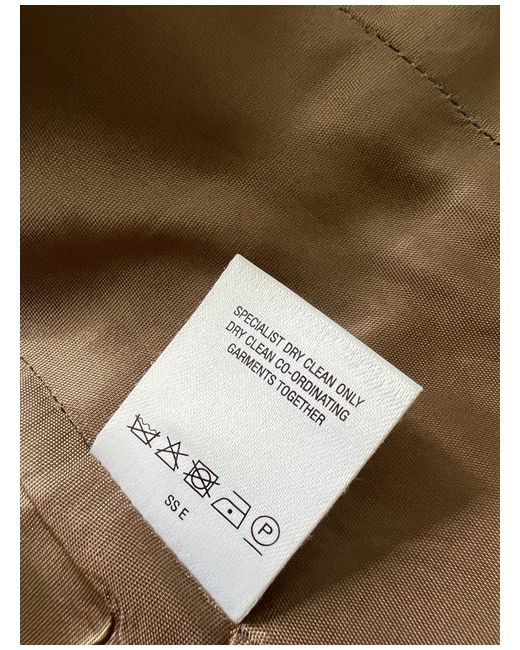 SPECIALIST DRY CLEAN ONLY
DRY CLEAN CO-ORDINATING
GARMENTS TOGETHER
P
SS E